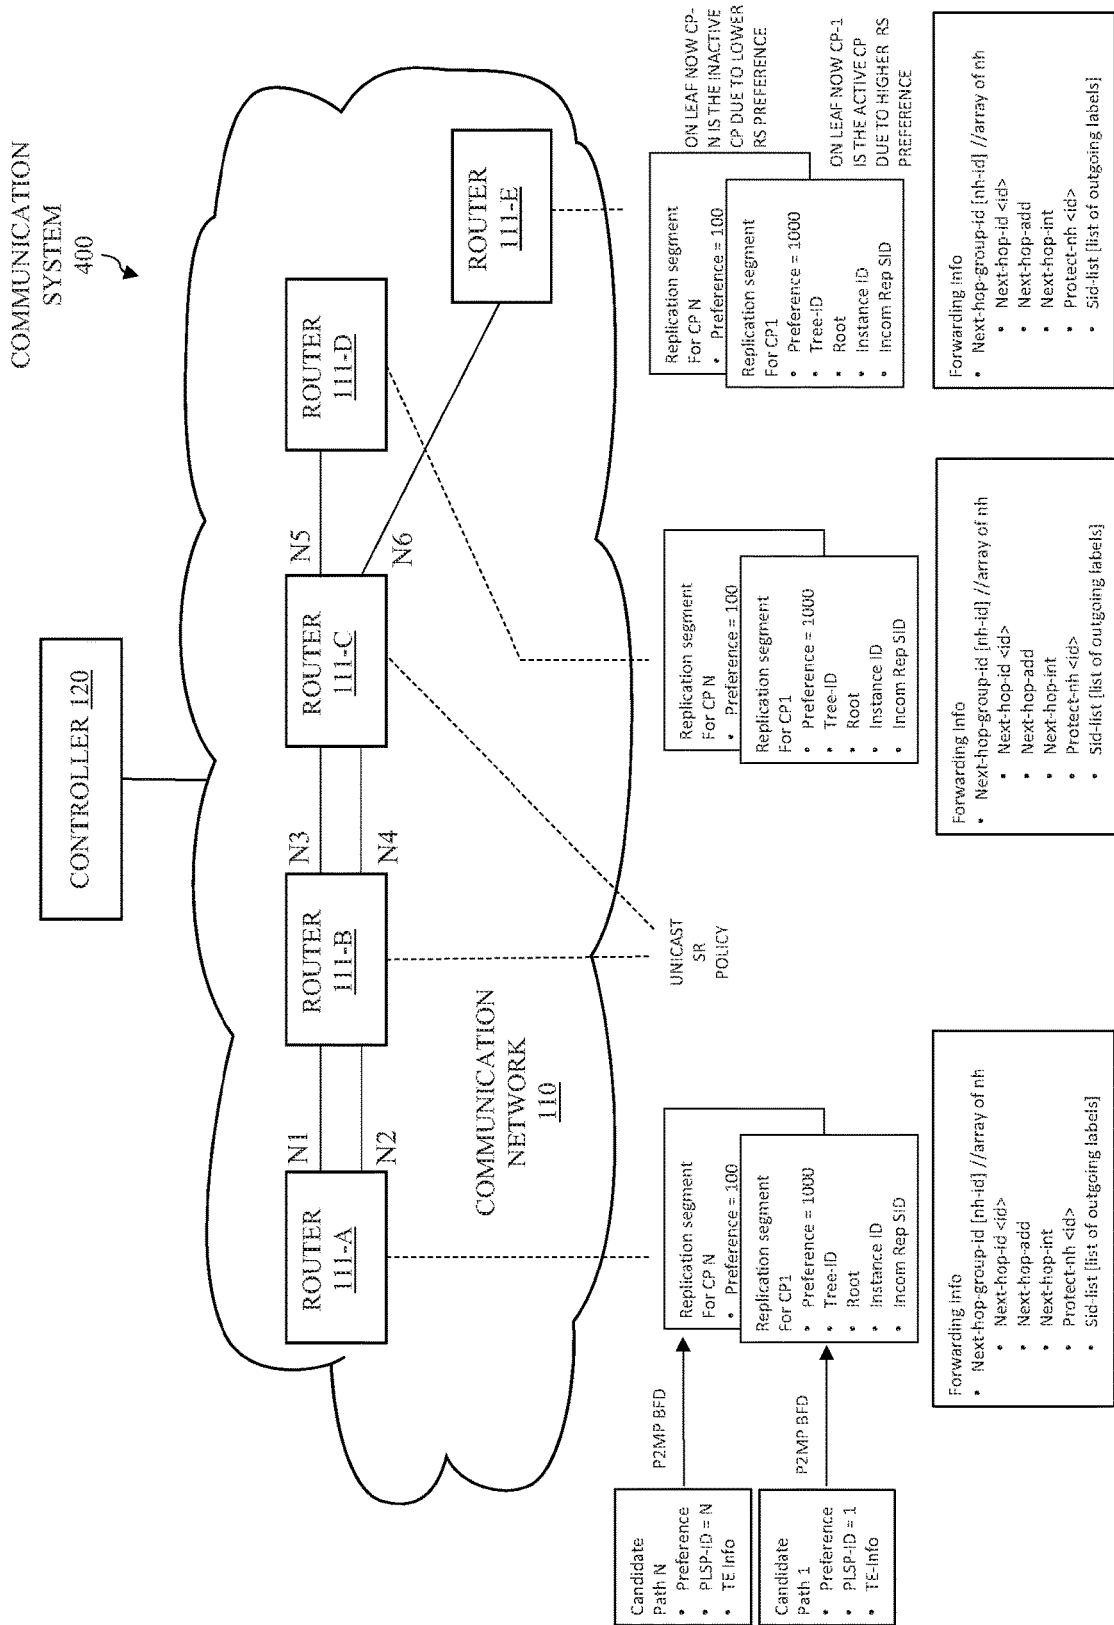 COMMUNICATION
SYSTEM
400
CONTROLLER 120
ROUTER
111-A
N1
N2
ROUTER
111-B
N3
N4
ROUTER
111-C
N5
N6
ROUTER
111-D
ROUTER
111-E
COMMUNICATION
NETWORK
110
UNICAST
SR
POLICY
Candidate
Path N
• Preference
• PLSP-ID = N
• TE Info
P2MP BFD
Candidate
Path 1
• Preference
• PLSP-ID = 1
• TE-Info
P2MP BFD
Replication segment
For CP N
• Preference = 100
Replication segment
For CP1
• Preference = 1000
• Tree-ID
• Root
• Instance ID
• Incom Rep SID
Forwarding Info
• Next-hop-group-id [nh-id] //array of nh
• Next-hop-id <id>
• Next-hop-add
• Next-hop-int
• Protect-nh <id>
• Sid-list [list of outgoing labels]
Replication segment
For CP N
• Preference = 100
Replication segment
For CP1
• Preference = 1000
• Tree-ID
• Root
• Instance ID
• Incom Rep SID
Forwarding Info
• Next-hop-group-id [nh-id] //array of nh
• Next-hop-id <id>
• Next-hop-add
• Next-hop-int
• Protect-nh <id>
• Sid-list [list of outgoing labels]
Replication segment
For CP N
• Preference = 100
Replication segment
For CP1
• Preference = 1000
• Tree-ID
• Root
• Instance ID
• Incom Rep SID
ON LEAF NOW CP-
N IS THE INACTIVE
CP DUE TO LOWER
RS PREFERENCE
ON LEAF NOW CP-1
IS THE ACTIVE CP
DUE TO HIGHER RS
PREFERENCE
Forwarding Info
• Next-hop-group-id [nh-id] //array of nh
• Next-hop-id <id>
• Next-hop-add
• Next-hop-int
• Protect-nh <id>
• Sid-list [list of outgoing labels]